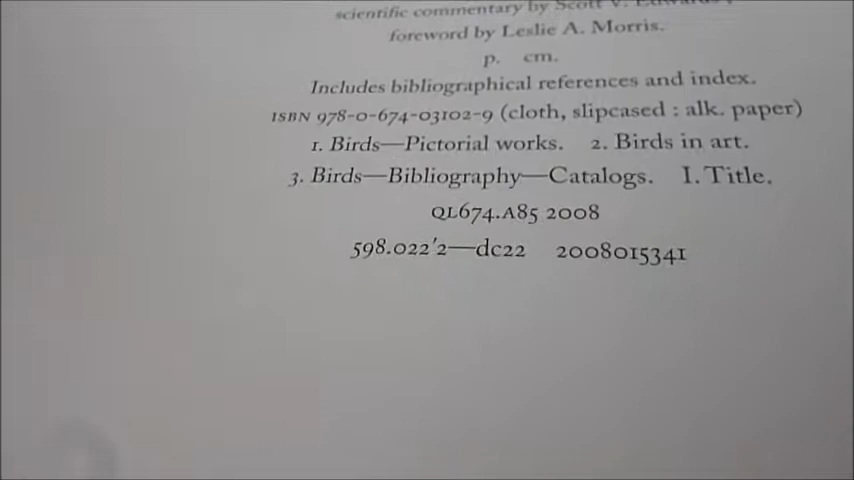 scientific commentary by Scott V. Edwards ;
foreword by Leslie A. Morris.
p. cm.
Includes bibliographical references and index.
ISBN 978-0-674-03102-9 (cloth, slipcased : alk. paper)
1. Birds—Pictorial works. 2. Birds in art.
3. Birds—Bibliography—Catalogs. I. Title.
QL674.A85 2008
598.022'2—dc22 2008015341